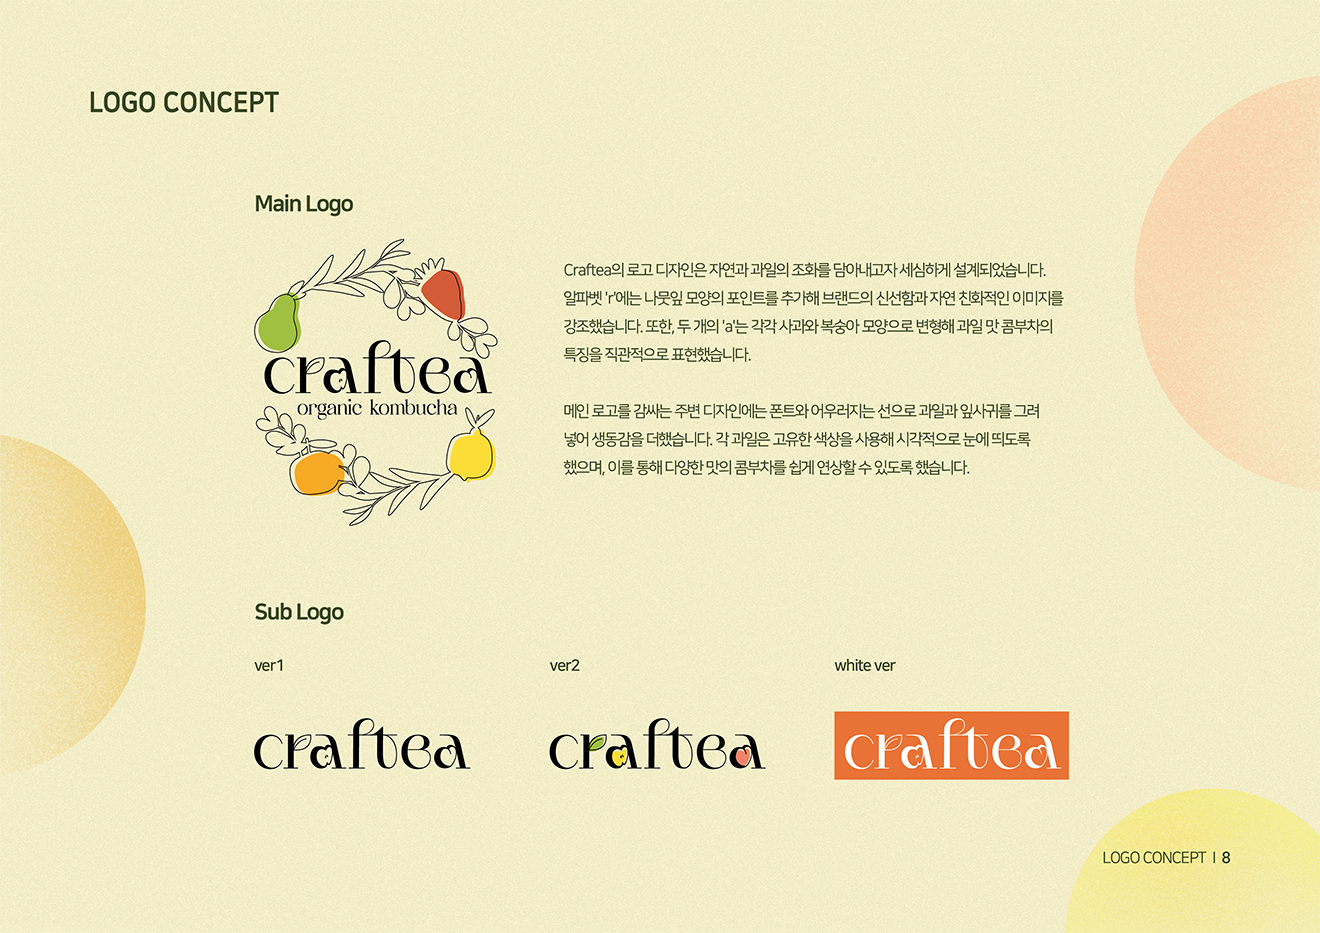 LOGO CONCEPT
Main Logo
craftea
organic kombucha
Craftea의 로고 디자인은 자연과 과일의 조화를 담아내고자 세심하게 설계되었습니다.
알파벳 'r'에는 나뭇잎 모양의 포인트를 추가해 브랜드의 신선함과 자연 친화적인 이미지를
강조했습니다. 또한, 두 개의 'a'는 각각 사과와 복숭아 모양으로 변형해 과일 맛 콤부차의
특징을 직관적으로 표현했습니다.
메인 로고를 감싸는 주변 디자인에는 폰트와 어우러지는 선으로 과일과 잎사귀를 그려
넣어 생동감을 더했습니다. 각 과일은 고유한 색상을 사용해 시각적으로 눈에 띄도록
했으며, 이를 통해 다양한 맛의 콤부차를 쉽게 연상할 수 있도록 했습니다.
Sub Logo
ver1
ver2
white ver
craftea
craftea
craftea
LOGO CONCEPT | 8